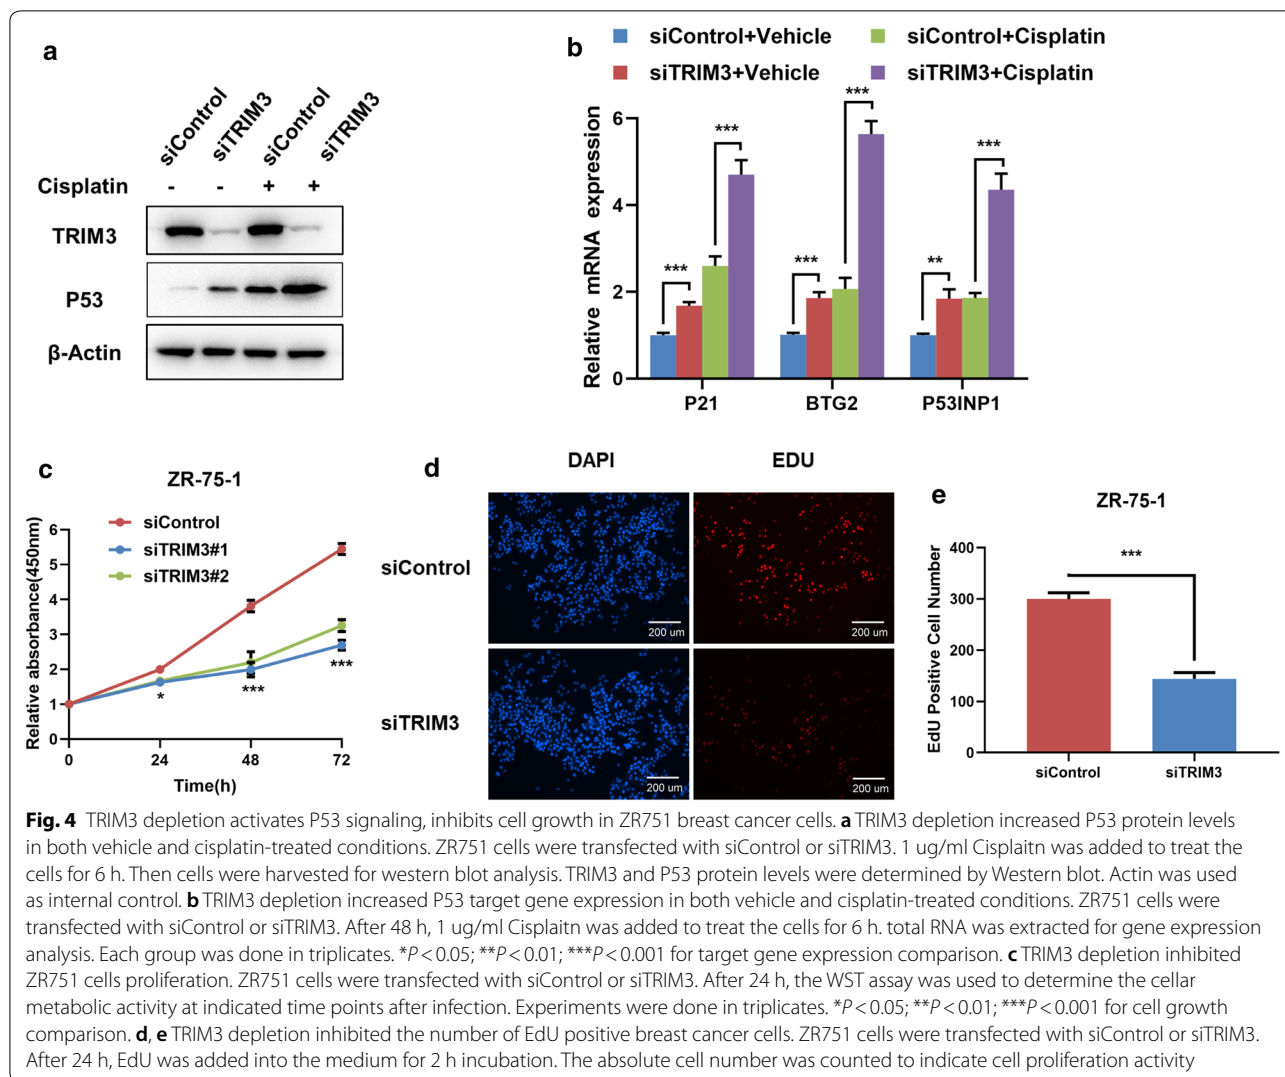 a
siControl
siTRIM3
siControl
siTRIM3
Cisplatin - - + +
TRIM3
P53
β-Actin
b
siControl+Vehicle
siControl+Cisplatin
siTRIM3+Vehicle
siTRIM3+Cisplatin
Relative mRNA expression
6
4
2
0
*** *** *** *** ** ***
P21 BTG2 P53INP1
c
ZR-75-1
siControl
siTRIM3#1
siTRIM3#2
Relative absorbance(450nm)
6
5
4
3
2
1
0
* *** ***
0 24 48 72
Time(h)
d
DAPI EDU
siControl
200 um 200 um
siTRIM3
200 um 200 um
e
ZR-75-1
EdU Positive Cell Number
400
300
200
100
0
***
siControl siTRIM3
Fig. 4 TRIM3 depletion activates P53 signaling, inhibits cell growth in ZR751 breast cancer cells. a TRIM3 depletion increased P53 protein levels
in both vehicle and cisplatin-treated conditions. ZR751 cells were transfected with siControl or siTRIM3. 1 ug/ml Cisplaitn was added to treat the
cells for 6 h. Then cells were harvested for western blot analysis. TRIM3 and P53 protein levels were determined by Western blot. Actin was used
as internal control. b TRIM3 depletion increased P53 target gene expression in both vehicle and cisplatin-treated conditions. ZR751 cells were
transfected with siControl or siTRIM3. After 48 h, 1 ug/ml Cisplaitn was added to treat the cells for 6 h. total RNA was extracted for gene expression
analysis. Each group was done in triplicates. *P < 0.05; **P < 0.01; ***P < 0.001 for target gene expression comparison. c TRIM3 depletion inhibited
ZR751 cells proliferation. ZR751 cells were transfected with siControl or siTRIM3. After 24 h, the WST assay was used to determine the cellar
metabolic activity at indicated time points after infection. Experiments were done in triplicates. *P < 0.05; **P < 0.01; ***P < 0.001 for cell growth
comparison. d, e TRIM3 depletion inhibited the number of EdU positive breast cancer cells. ZR751 cells were transfected with siControl or siTRIM3.
After 24 h, EdU was added into the medium for 2 h incubation. The absolute cell number was counted to indicate cell proliferation activity